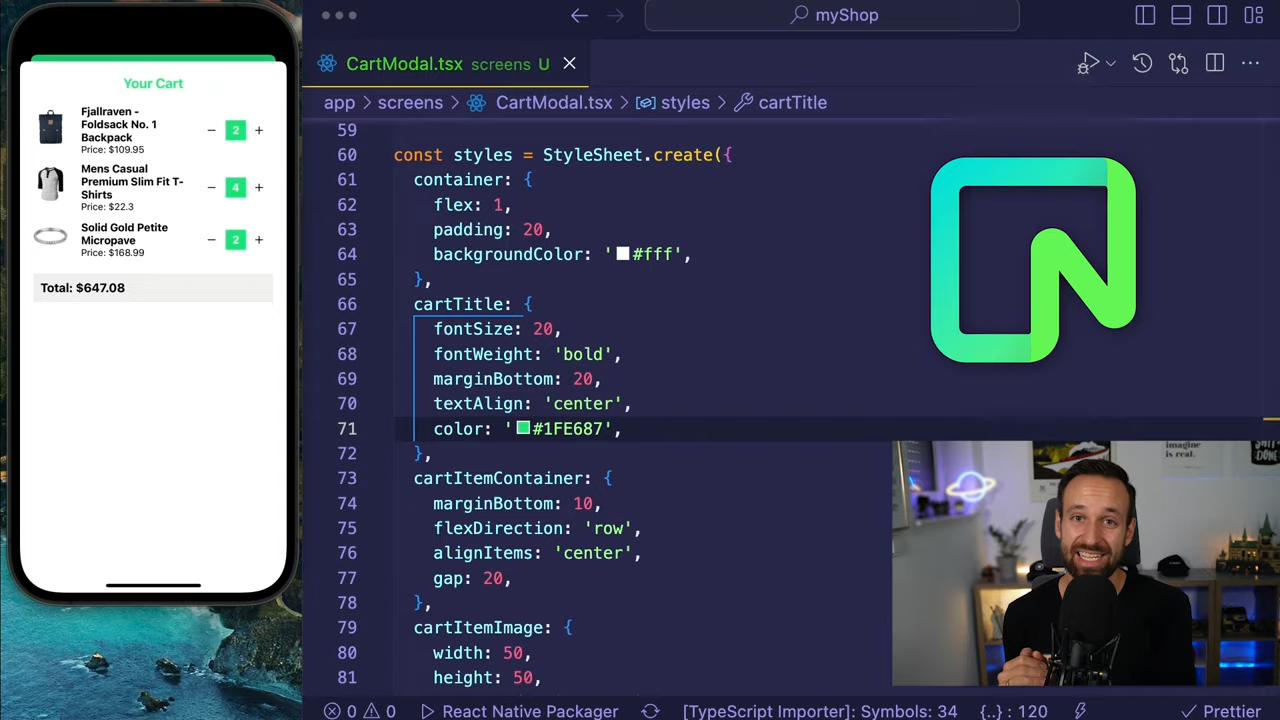 Your Cart
Fjallraven -
Foldsack No. 1
Backpack
Price: $109.95
− 2 +
Mens Casual
Premium Slim Fit T-
Shirts
Price: $22.3
− 4 +
Solid Gold Petite
Micropave
Price: $168.99
− 2 +
Total: $647.08
myShop
CartModal.tsx screens U
app > screens > CartModal.tsx > styles > cartTitle
59
60 const styles = StyleSheet.create({
61 container: {
62 flex: 1,
63 padding: 20,
64 backgroundColor: '#fff',
65 },
66 cartTitle: {
67 fontSize: 20,
68 fontWeight: 'bold',
69 marginBottom: 20,
70 textAlign: 'center',
71 color: '#1FE687',
72 },
73 cartItemContainer: {
74 marginBottom: 10,
75 flexDirection: 'row',
76 alignItems: 'center',
77 gap: 20,
78 },
79 cartItemImage: {
80 width: 50,
81 height: 50,
imagine
is real.
0 0 React Native Packager [TypeScript Importer]: Symbols: 34 {..} : 120 Prettier